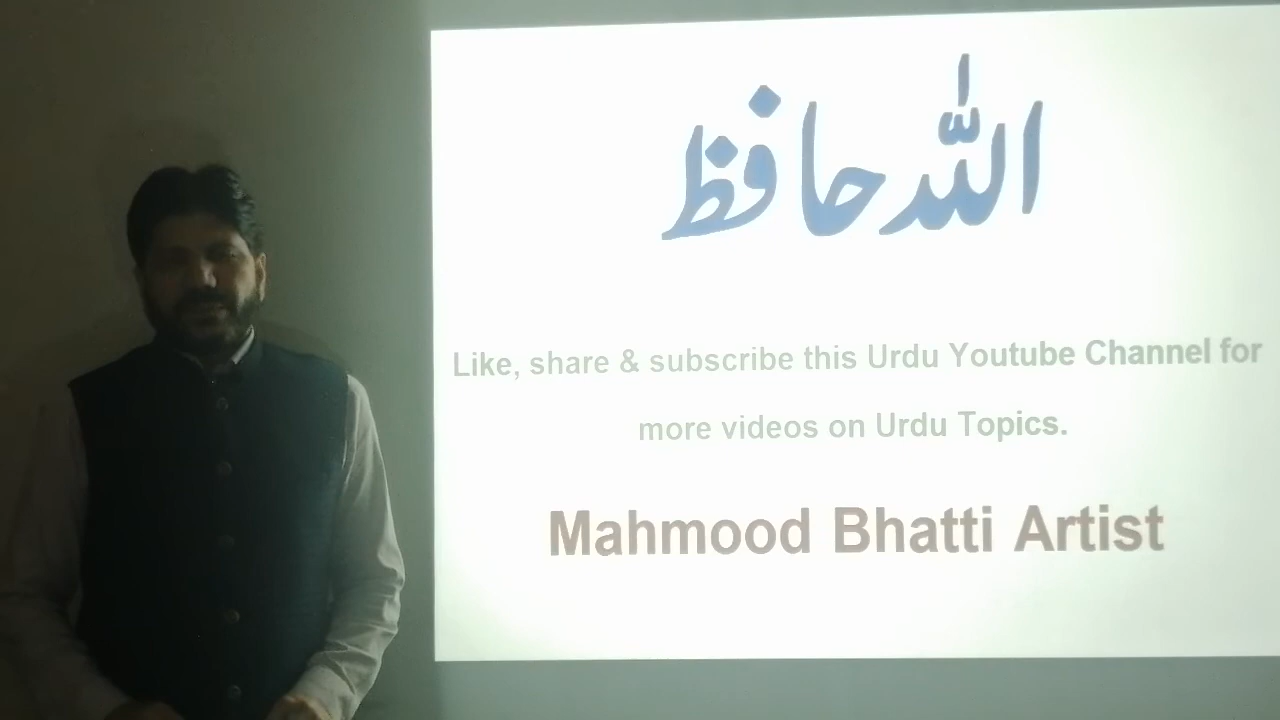 اللہ حافظ
Like, share & subscribe this Urdu Youtube Channel for
more videos on Urdu Topics.
Mahmood Bhatti Artist